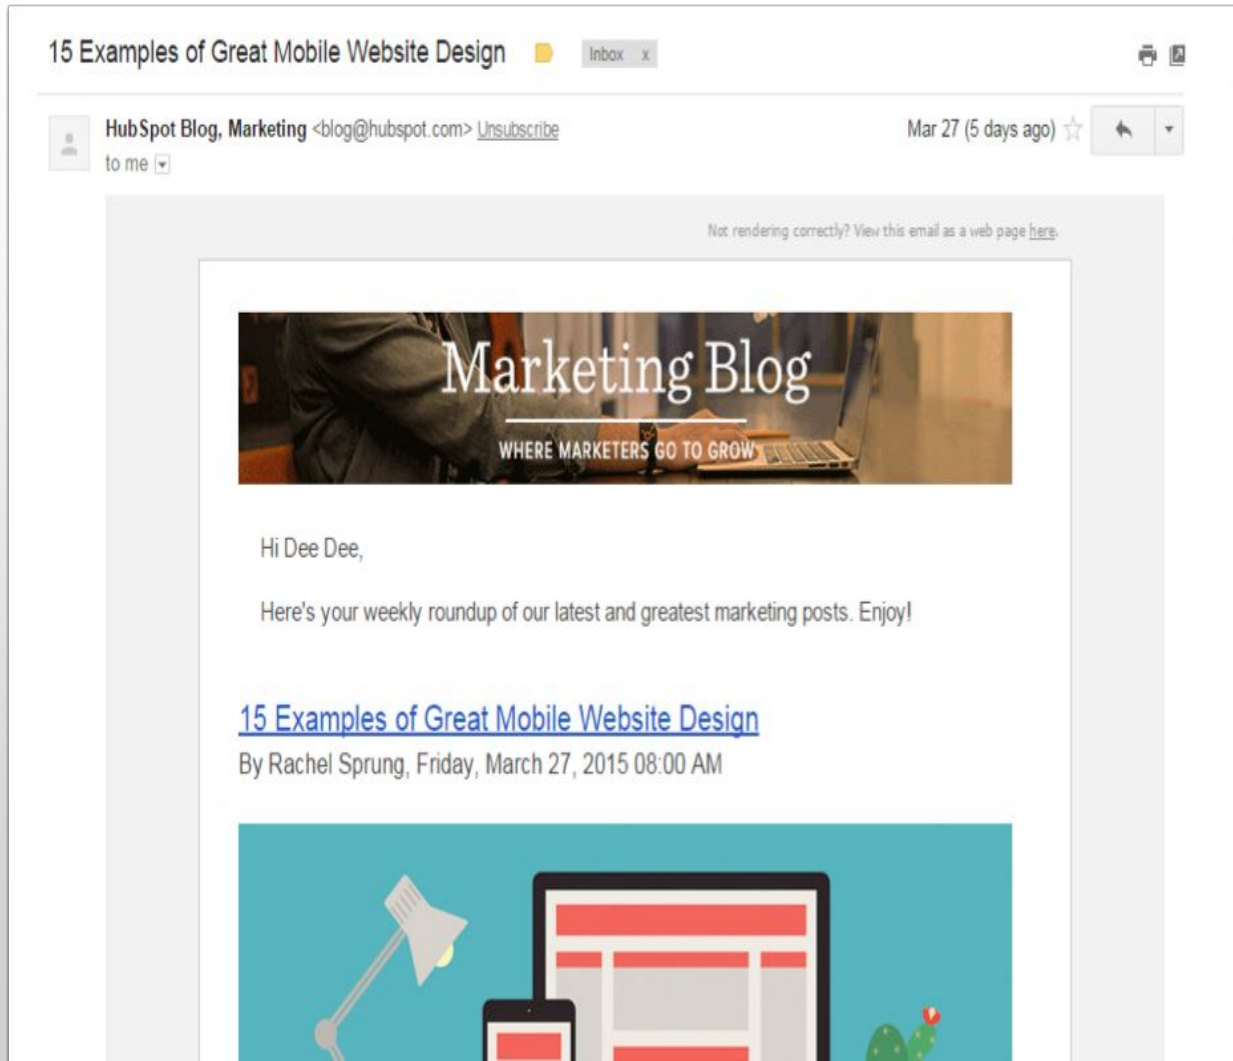 15 Examples of Great Mobile Website Design Inbox x
HubSpot Blog, Marketing <blog@hubspot.com> Unsubscribe Mar 27 (5 days ago)
to me
Not rendering correctly? View this email as a web page here.
Marketing Blog
WHERE MARKETERS GO TO GROW
Hi Dee Dee,
Here's your weekly roundup of our latest and greatest marketing posts. Enjoy!
15 Examples of Great Mobile Website Design
By Rachel Sprung, Friday, March 27, 2015 08:00 AM